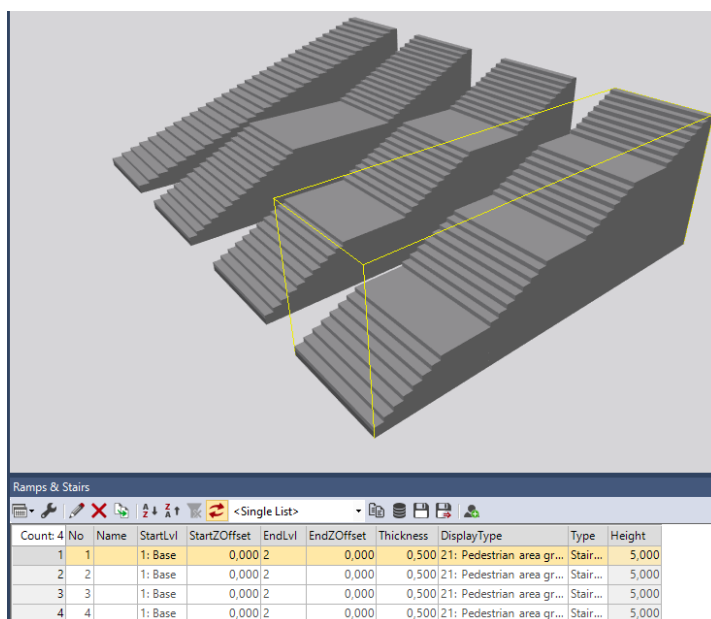 Ramps & Stairs
<Single List>
Count: 4 No Name StartLvl StartZOffset EndLvl EndZOffset Thickness DisplayType Type Height
1 1 1: Base 0,000 2 0,000 0,500 21: Pedestrian area gr... Stair... 5,000
2 2 1: Base 0,000 2 0,000 0,500 21: Pedestrian area gr... Stair... 5,000
3 3 1: Base 0,000 2 0,000 0,500 21: Pedestrian area gr... Stair... 5,000
4 4 1: Base 0,000 2 0,000 0,500 21: Pedestrian area gr... Stair... 5,000